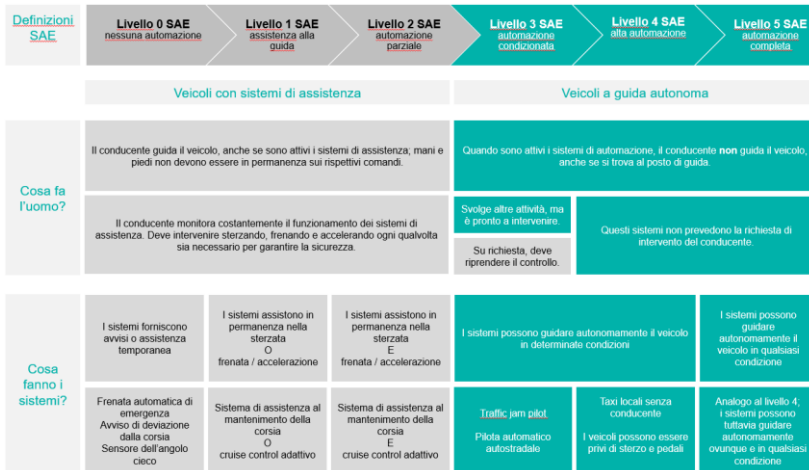 Definizioni
SAE
Livello 0 SAE
nessuna automazione
Livello 1 SAE
assistenza alla
guida
Livello 2 SAE
automazione
parziale
Livello 3 SAE
automazione
condizionata
Livello 4 SAE
alta automazione
Livello 5 SAE
automazione
completa
Veicoli con sistemi di assistenza
Veicoli a guida autonoma
Cosa fa
l'uomo?
Il conducente guida il veicolo, anche se sono attivi i sistemi di assistenza; mani e
piedi non devono essere in permanenza sui rispettivi comandi.
Quando sono attivi i sistemi di automazione, il conducente non guida il veicolo,
anche se si trova al posto di guida.
Il conducente monitora costantemente il funzionamento dei sistemi di
assistenza. Deve intervenire sterzando, frenando e accelerando ogni qualvolta
sia necessario per garantire la sicurezza.
Svolge altre attività, ma
è pronto a intervenire.
Su richiesta, deve
riprendere il controllo.
Questi sistemi non prevedono la richiesta di
intervento del conducente.
Cosa
fanno i
sistemi?
I sistemi forniscono
avvisi o assistenza
temporanea
I sistemi assistono in
permanenza nella
sterzata
O
frenata / accelerazione
I sistemi assistono in
permanenza nella
sterzata
E
frenata / accelerazione
I sistemi possono guidare autonomamente il veicolo
in determinate condizioni
I sistemi possono
guidare
autonomamente il
veicolo in qualsiasi
condizione
Frenata automatica di
emergenza
Avviso di deviazione
dalla corsia
Sensore dell'angolo
cieco
Sistema di assistenza al
mantenimento della
corsia
O
cruise control adattivo
Sistema di assistenza al
mantenimento della
corsia
E
cruise control adattivo
Traffic jam pilot
Pilota automatico
autostradale
Taxi locali senza
conducente
I veicoli possono essere
privi di sterzo e pedali
Analogo al livello 4;
i sistemi possono
tuttavia guidare
autonomamente
ovunque e in qualsiasi
condizione